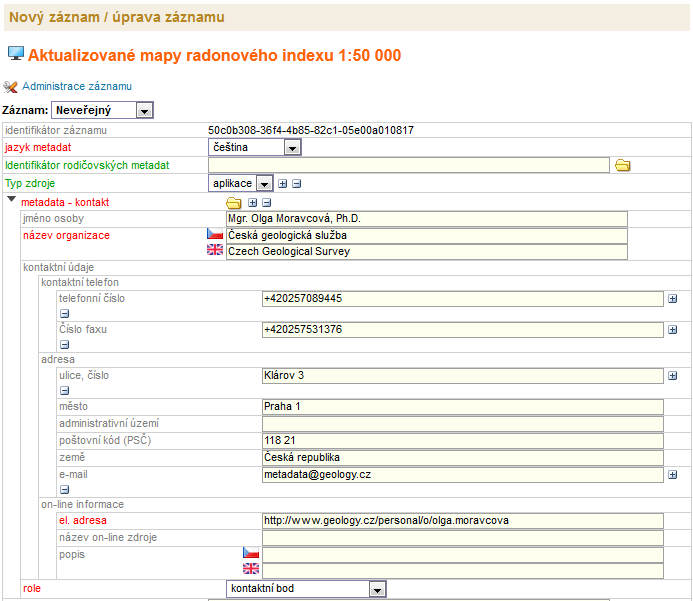 Nový záznam / úprava záznamu
Aktualizované mapy radonového indexu 1:50 000
Administrace záznamu
Záznam: Neveřejný
identifikátor záznamu 50c0b308-36f4-4b85-82c1-05e00a010817
jazyk metadat čeština
Identifikátor rodičovských metadat
Typ zdroje aplikace
metadata - kontakt
jméno osoby Mgr. Olga Moravcová, Ph.D.
název organizace Česká geologická služba
Czech Geological Survey
kontaktní údaje
kontaktní telefon
telefonní číslo +420257089445
Číslo faxu +420257531376
adresa
ulice, číslo Klárov 3
město Praha 1
administrativní území
poštovní kód (PSČ) 118 21
země Česká republika
e-mail metadata@geology.cz
on-line informace
el. adresa http://www.geology.cz/personal/o/olga.moravcova
název on-line zdroje
popis
role kontaktní bod